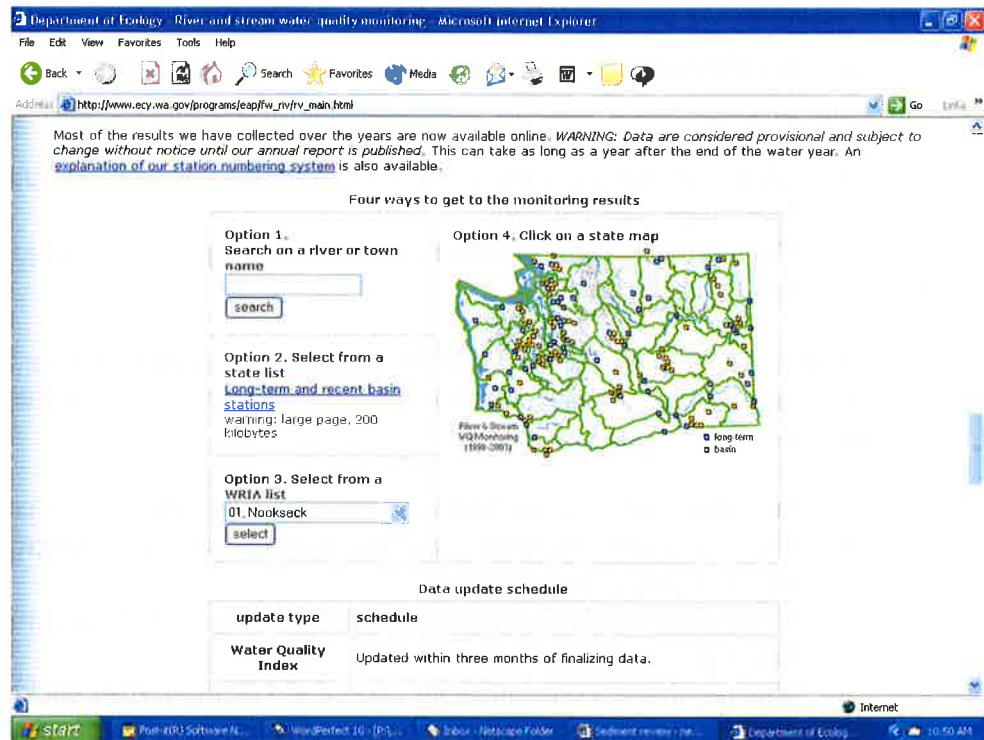 Department of Ecology - River and stream water quality monitoring - Microsoft Internet Explorer
File Edit View Favorites Tools Help
Back Search Favorites Media
Address http://www.ecy.wa.gov/programs/eap/fw_riv/rv_main.html Go Links »
Most of the results we have collected over the years are now available online. WARNING: Data are considered provisional and subject to
change without notice until our annual report is published. This can take as long as a year after the end of the water year. An
explanation of our station numbering system is also available.
Four ways to get to the monitoring results
Option 1.
Search on a river or town
name
search
Option 2. Select from a
state list
Long-term and recent basin
stations
warning: large page, 200
kilobytes
Option 3. Select from a
WRIA list
01. Nooksack
select
Option 4. Click on a state map
River & Stream
WQ Monitoring
long-term
basin
Data update schedule
update type schedule
Water Quality
Index
Updated within three months of finalizing data.
Internet
start
WordPerfect 10 -
Inbox - Netscape Folder
Department of Ecolog...
10:50 AM